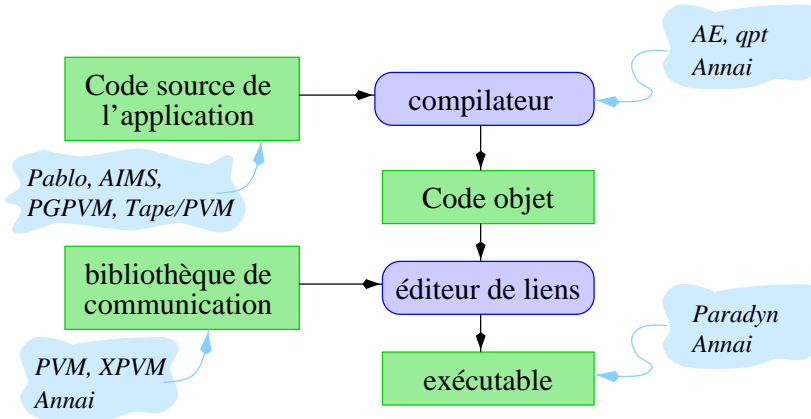 AE, qpt
Annai
Code source de
l'application
compilateur
Pablo, AIMS,
PGPVM, Tape/PVM
Code objet
bibliothèque de
communication
éditeur de liens
Paradyn
Annai
PVM, XPVM
Annai
exécutable